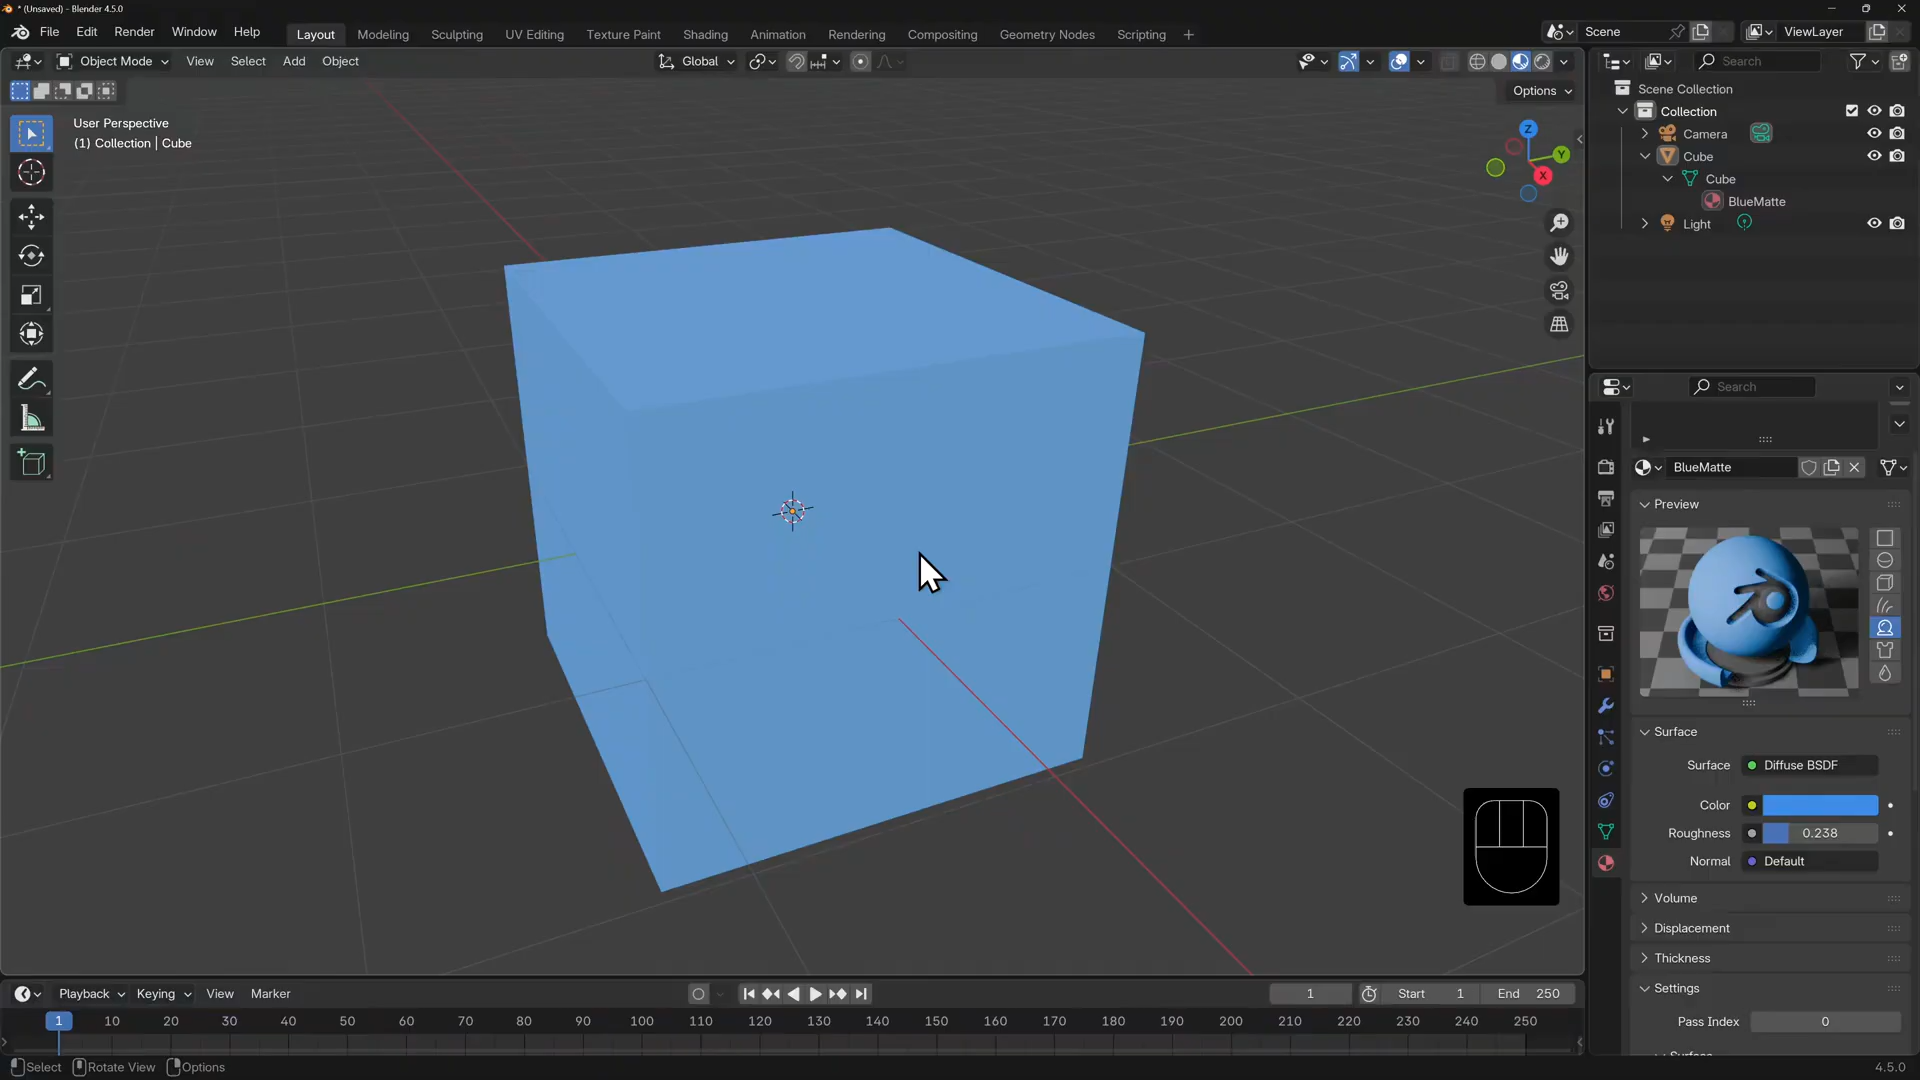 * (Unsaved) - Blender 4.5.0
File Edit Render Window Help
Layout Modeling Sculpting UV Editing Texture Paint Shading Animation Rendering Compositing Geometry Nodes Scripting +
Scene
ViewLayer
Object Mode View Select Add Object
Global
Search
Options
User Perspective
(1) Collection | Cube
Z
Y
X
Scene Collection
Collection
Camera
Cube
Cube
BlueMatte
Light
Search
BlueMatte
Preview
Surface
Surface Diffuse BSDF
Color
Roughness 0.238
Normal Default
Volume
Displacement
Thickness
Settings
Pass Index 0
Surface
Playback Keying View Marker
1
Start 1
End 250
1 10 20 30 40 50 60 70 80 90 100 110 120 130 140 150 160 170 180 190 200 210 220 230 240 250
Select Rotate View Options
4.5.0